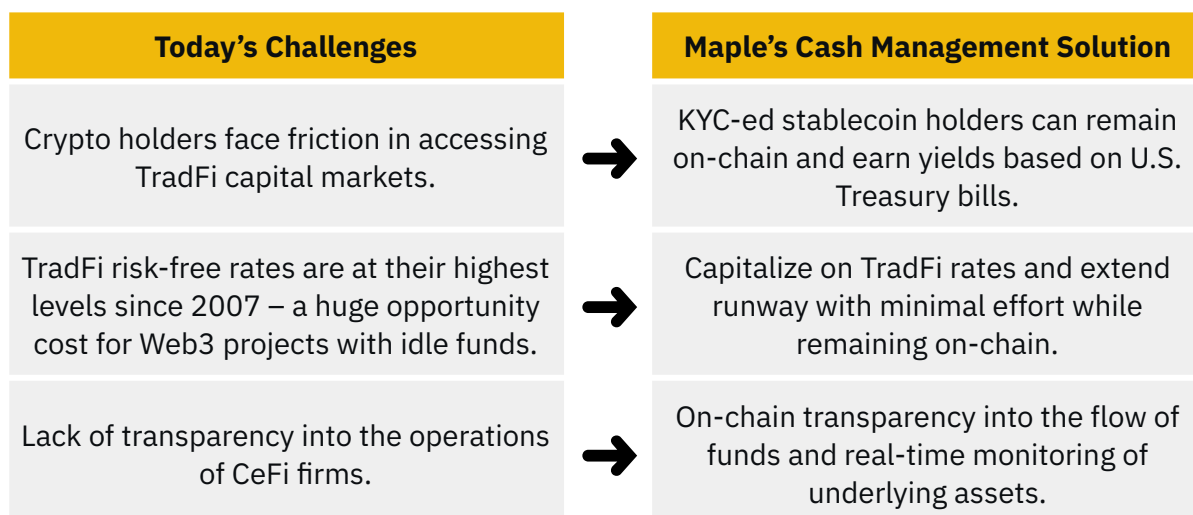 Today’s Challenges
Maple’s Cash Management Solution
Crypto holders face friction in accessing
TradFi capital markets.
KYC-ed stablecoin holders can remain
on-chain and earn yields based on U.S.
Treasury bills.
TradFi risk-free rates are at their highest
levels since 2007 – a huge opportunity
cost for Web3 projects with idle funds.
Capitalize on TradFi rates and extend
runway with minimal effort while
remaining on-chain.
Lack of transparency into the operations
of CeFi firms.
On-chain transparency into the flow of
funds and real-time monitoring of
underlying assets.